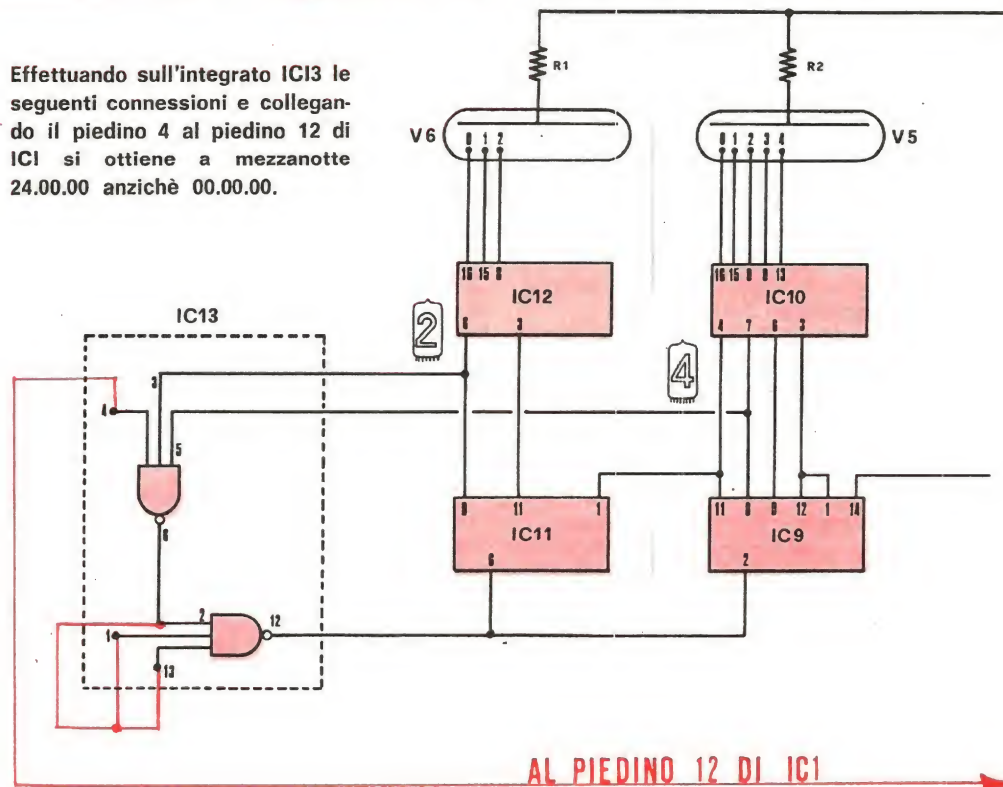 Effettuando sull'integrato ICI3 le
seguenti connessioni e collegan-
do il piedino 4 al piedino 12 di
ICI si ottiene a mezzanotte
24.00.00 anzichè 00.00.00.
R1
R2
V6
0 1 2
V5
0 1 2 3 4
16 15 8
IC12
6 3
16 15 8 9 13
IC10
4 7 6 3
2
4
IC13
3
4
5
6
2
12
1
13
9 11 1
IC11
6
11 8 9 12 1 14
IC9
2
AL PIEDINO 12 DI IC1